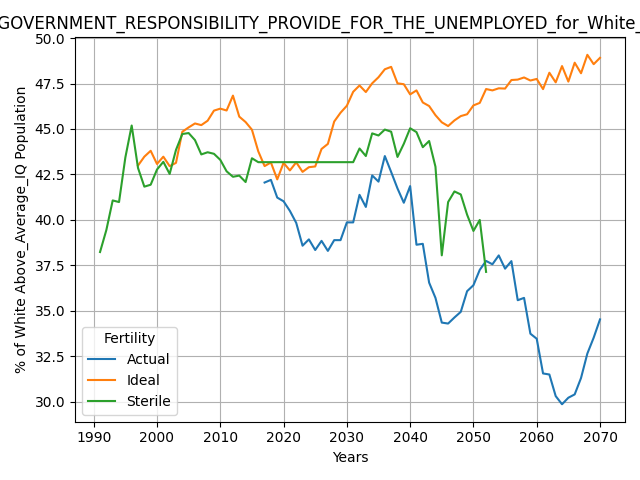 GOVERNMENT_RESPONSIBILITY_PROVIDE_FOR_THE_UNEMPLOYED_for_White_
% of White Above_Average_IQ Population
50.0
47.5
45.0
42.5
40.0
37.5
35.0
32.5
30.0
Fertility
Actual
Ideal
Sterile
1990 2000 2010 2020 2030 2040 2050 2060 2070
Years